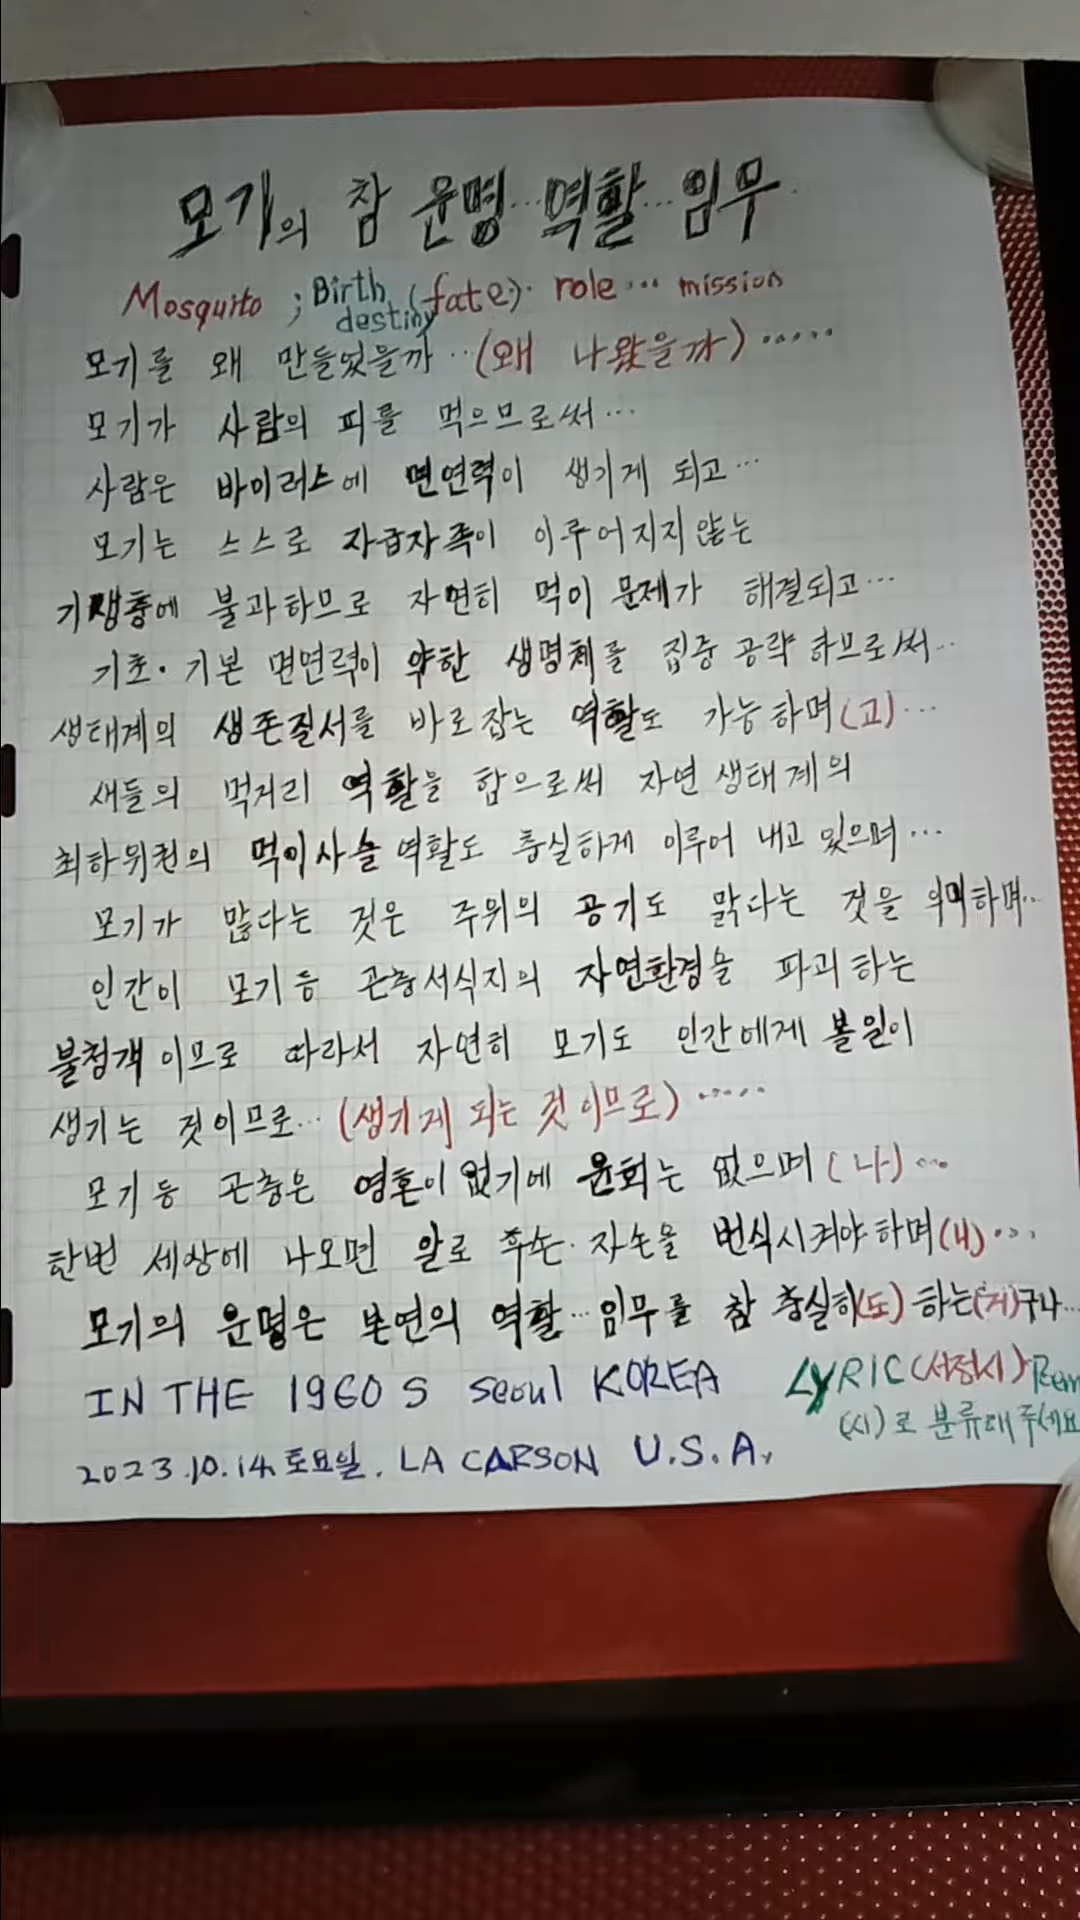 모기의 참 운명...역할...임무.
Mosquito ; Birth destiny (fate). role... mission
모기를 왜 만들었을까...(왜 나왔을까).....
모기가 사람의 피를 먹으므로써...
사람은 바이러스에 면연력이 생기게 되고...
모기는 스스로 자급자족이 이루어지지 않는
기생충에 불과하므로 자연히 먹이 문제가 해결되고...
기초·기본 면연력이 약한 생명체를 집중 공략 하므로써...
생태계의 생존질서를 바로잡는 역할도 가능하며(고)...
새들의 먹거리 역할을 함으로써 자연 생태계의
최하위권의 먹이사슬 역활도 충실하게 이루어 내고 있으며...
모기가 많다는 것은 주위의 공기도 맑다는 것을 의미하며...
인간이 모기등 곤충서식지의 자연환경을 파괴하는
불청객이므로 따라서 자연히 모기도 인간에게 볼일이
생기는 것이므로...(생기게 되는 것이므로).....
모기등 곤충은 영혼이 없기에 윤회는 없으며(나)...
한번 세상에 나오면 알로 후손·자손을 번식시켜야하며(니)...
모기의 운명은 본연의 역활...임무를 참 충실히(도) 하는(게)구나...
IN THE 1960S Seoul KOREA LYRIC(서정시)
(시)로 분류해주세요
2023.10.14.토요일. LA CARSON U.S.A.